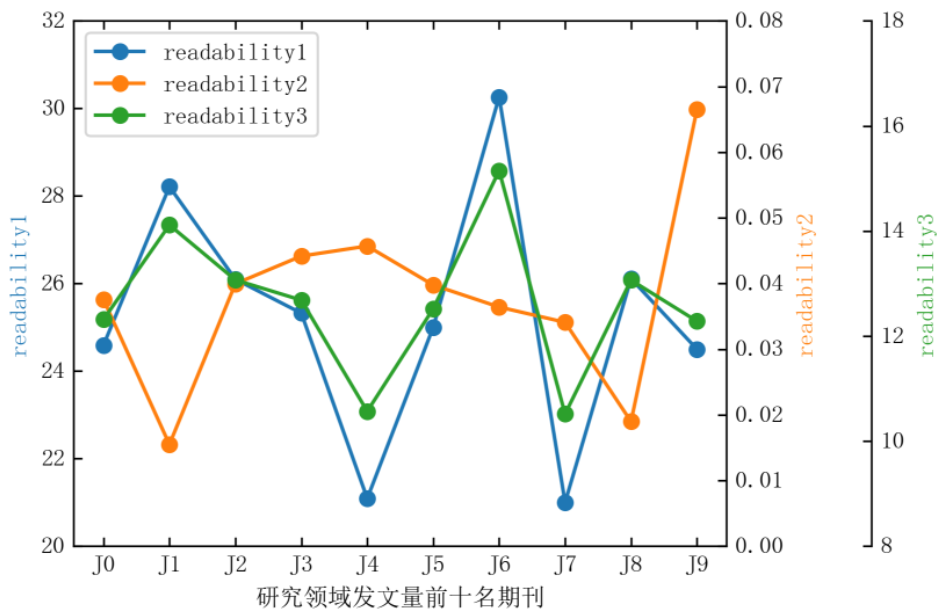 readability1
readability2
readability3
32
30
28
26
24
22
20
readability1
0.08
0.07
0.06
0.05
0.04
0.03
0.02
0.01
0.00
readability2
18
16
14
12
10
8
readability3
J0 J1 J2 J3 J4 J5 J6 J7 J8 J9
研究领域发文量前十名期刊